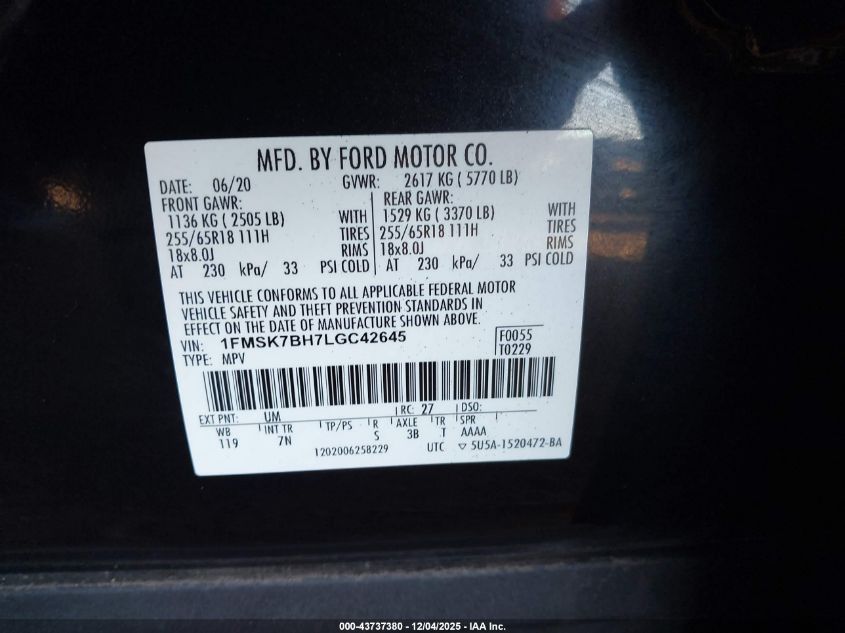 MFD. BY FORD MOTOR CO.
DATE: 06/20 GVWR: 2617 KG ( 5770 LB)
FRONT GAWR: REAR GAWR:
1136 KG ( 2505 LB) WITH 1529 KG ( 3370 LB) WITH
255/65R18 111H TIRES 255/65R18 111H TIRES
18x8.0J RIMS 18x8.0J RIMS
AT 230 kPa/ 33 PSI COLD AT 230 kPa/ 33 PSI COLD
THIS VEHICLE CONFORMS TO ALL APPLICABLE FEDERAL MOTOR
VEHICLE SAFETY AND THEFT PREVENTION STANDARDS IN
EFFECT ON THE DATE OF MANUFACTURE SHOWN ABOVE.
VIN: 1FMSK7BH7LGC42645 F0055
TYPE: MPV T0229
EXT PNT: UM RC: 27 DSO:
WB INT TR TP/PS R AXLE TR SPR
119 7N S 3B T AAAA
1202006258229 UTC ▽ 5U5A-1520472-BA
000-43737380 - 12/04/2025 - IAA Inc.